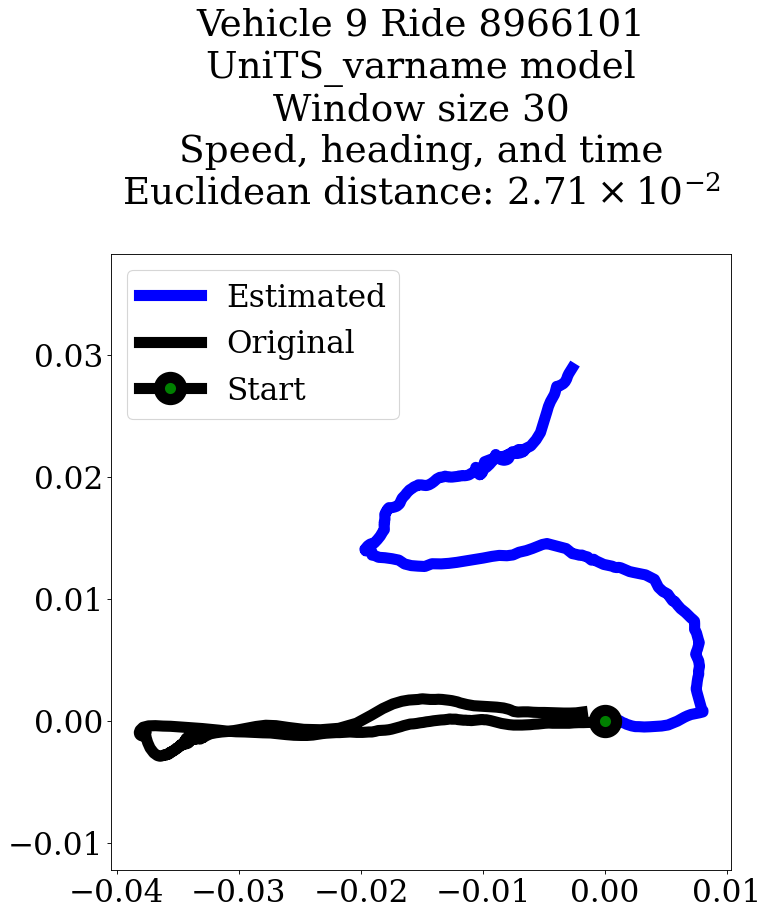 Vehicle 9 Ride 8966101
UniTS_varname model
Window size 30
Speed, heading, and time
Euclidean distance: 2.71 × 10⁻²
Estimated
Original
Start
0.03
0.02
0.01
0.00
−0.01
−0.04 −0.03 −0.02 −0.01 0.00 0.01